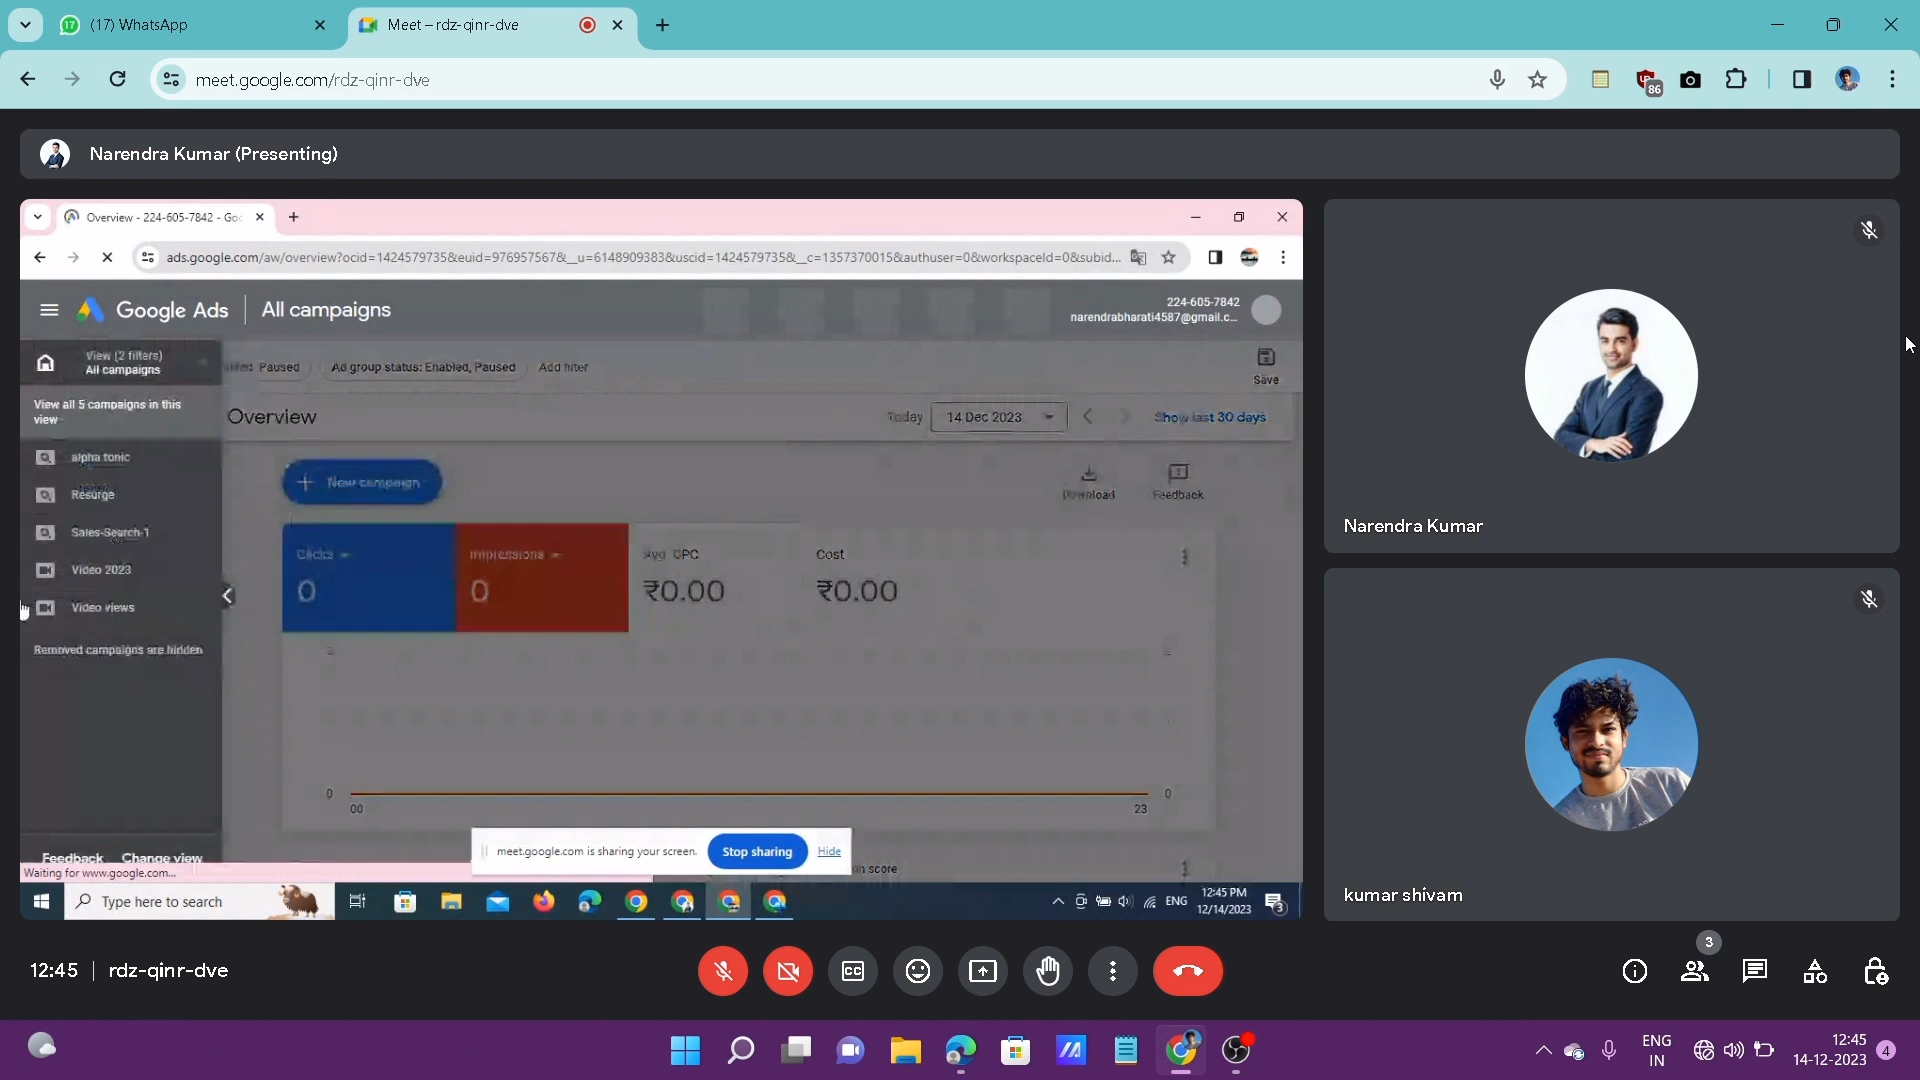 (17) WhatsApp
Meet – rdz-qinr-dve
meet.google.com/rdz-qinr-dve
86
Narendra Kumar (Presenting)
Overview - 224-605-7842 - Goo
ads.google.com/aw/overview?ocid=1424579735&euid=976957567&__u=6148909383&uscid=1424579735&__c=1357370015&authuser=0&workspaceId=0&subid...
Google Ads
All campaigns
224-605-7842
narendrabharati4587@gmail.c...
View (2 filters)
All campaigns
Paused
Ad group status: Enabled, Paused
Add filter
Save
View all 5 campaigns in this
view
Overview
Today
14 Dec 2023
Show last 30 days
alpha tonic
Resurge
Sales-Search-1
Video 2023
Video views
Removed campaigns are hidden
New campaign
Download
Feedback
Clicks
0
Impressions
0
Avg. CPC
₹0.00
Cost
₹0.00
0
0
00
23
Feedback
Change view
Waiting for www.google.com...
meet.google.com is sharing your screen.
Stop sharing
Hide
score
Type here to search
ENG
12:45 PM
12/14/2023
3
Narendra Kumar
kumar shivam
12:45
rdz-qinr-dve
3
ENG
IN
12:45
14-12-2023
4